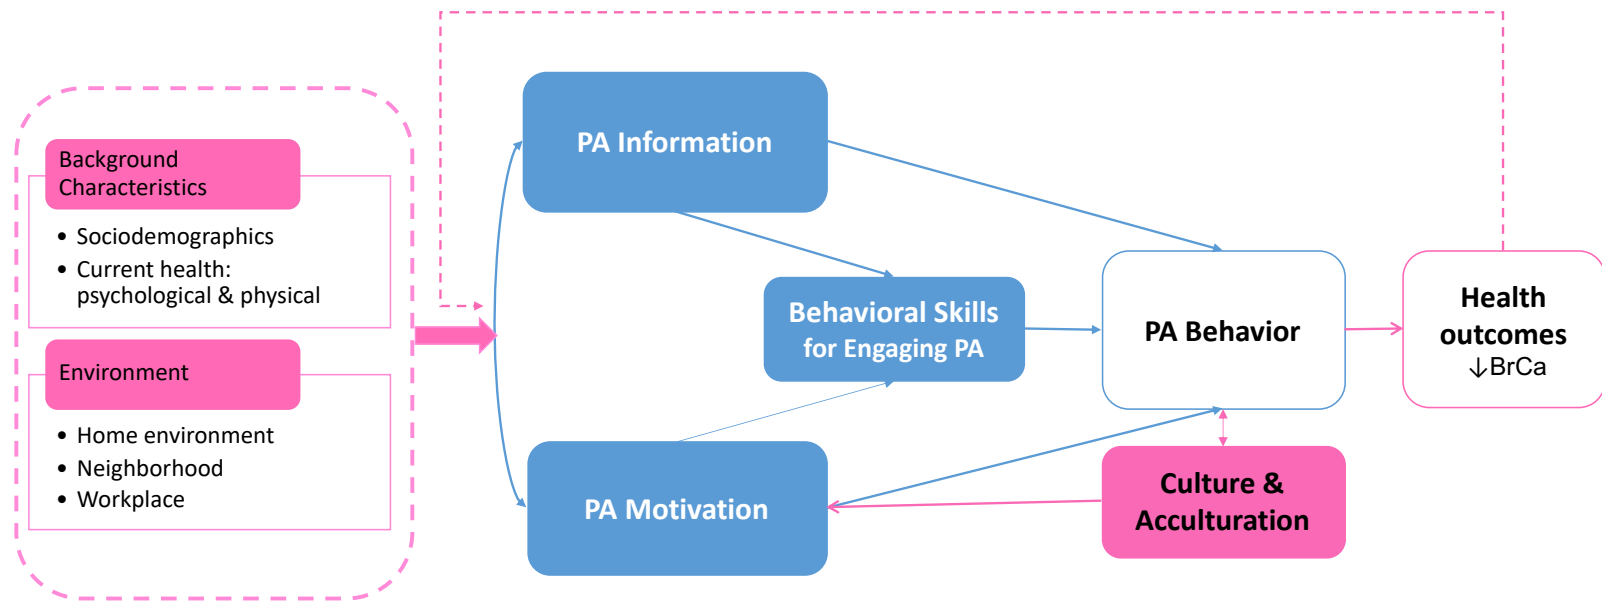 Background
Characteristics
• Sociodemographics
• Current health:
psychological & physical
Environment
• Home environment
• Neighborhood
• Workplace
PA Information
Behavioral Skills
for Engaging PA
PA Motivation
PA Behavior
Culture &
Acculturation
Health
outcomes
↓BrCa